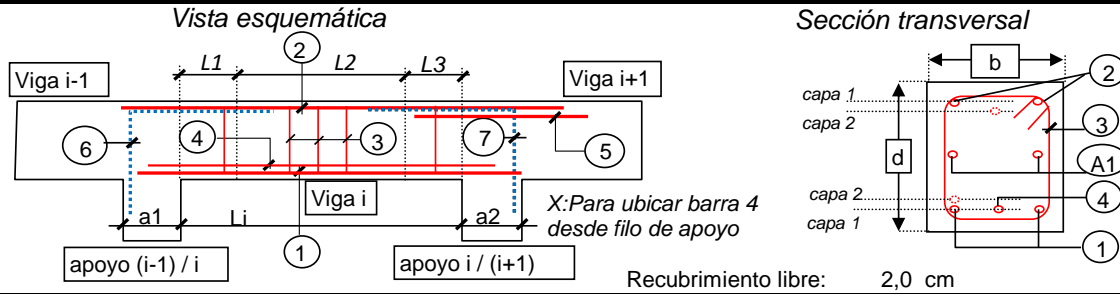 Vista esquemática
Sección transversal
L1
2
L2
L3
Viga i-1
Viga i+1
b
2
capa 1
capa 2
3
6
4
3
7
5
d
A1
capa 2
capa 1
4
Viga i
X:Para ubicar barra 4
desde filo de apoyo
a1
Li
a2
1
1
apoyo (i-1) / i
apoyo i / (i+1)
Recubrimiento libre: 2,0 cm